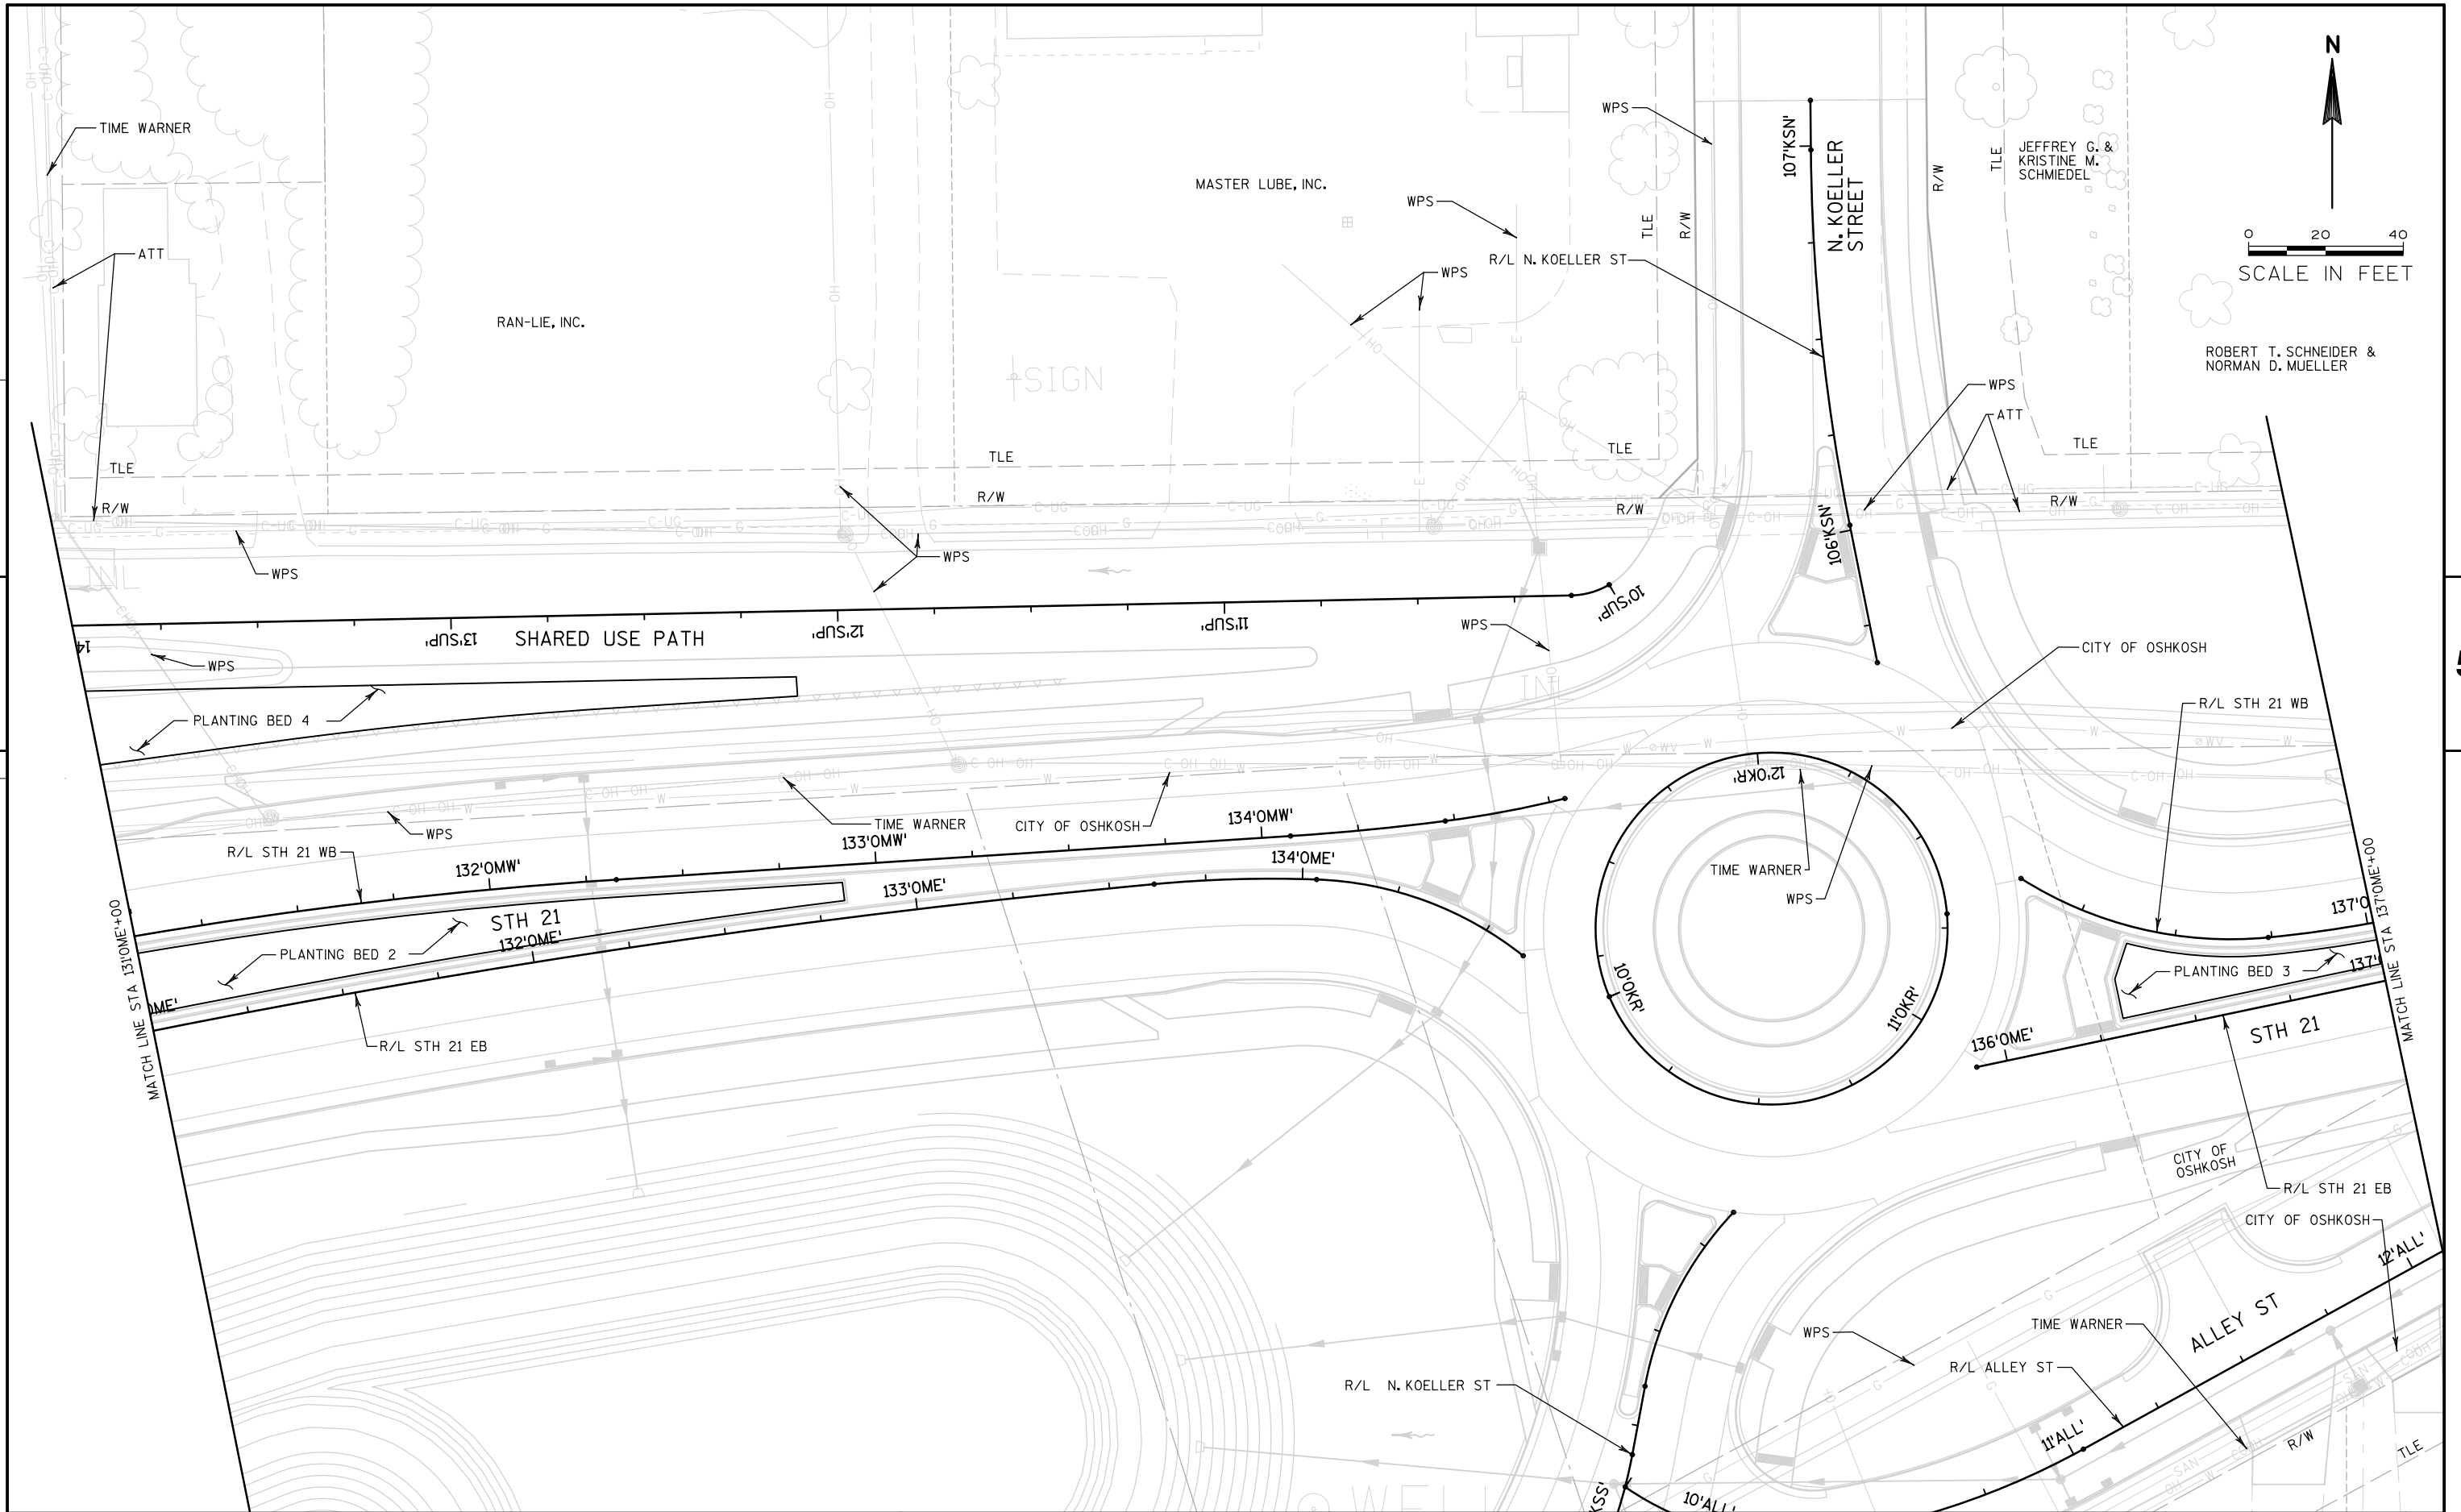 N
TIME WARNER
WPS
107'KSN'
N. KOELLER
STREET
TLE
R/W
TLE
R/W
JEFFREY G. &
KRISTINE M.
SCHMIEDEL
MASTER LUBE, INC.
WPS
0 20 40
SCALE IN FEET
ATT
R/L N. KOELLER ST
WPS
RAN-LIE, INC.
SIGN
ROBERT T. SCHNEIDER &
NORMAN D. MUELLER
WPS
ATT
TLE
TLE
TLE
TLE
R/W
R/W
R/W
R/W
WPS
WPS
106'KSN'
14
13'SUP'
SHARED USE PATH
12'SUP'
11'SUP'
10'SUP'
WPS
WPS
CITY OF OSHKOSH
PLANTING BED 4
R/L STH 21 WB
WPS
TIME WARNER
CITY OF OSHKOSH
134'OMW'
133'OMW'
132'OMW'
R/L STH 21 WB
12'OKR'
TIME WARNER
WPS
134'OME'
133'OME'
132'OME'
STH 21
PLANTING BED 2
OME'
R/L STH 21 EB
MATCH LINE STA 131'OME'+00
10'OKR'
11'OKR'
137'O
137'
PLANTING BED 3
136'OME'
STH 21
MATCH LINE STA 137'OME'+00
CITY OF
OSHKOSH
R/L STH 21 EB
CITY OF OSHKOSH
12'ALL'
ALLEY ST
TIME WARNER
WPS
R/L ALLEY ST
R/L N. KOELLER ST
11'ALL'
R/W
TLE
10'ALL'
KSS'